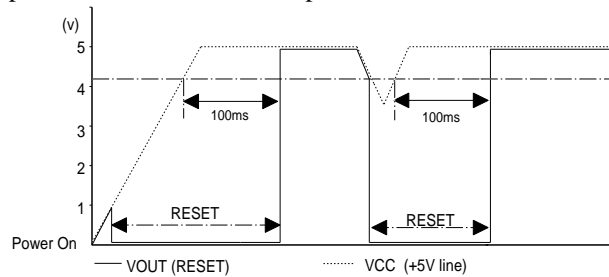 (v)
5
4
3
2
1
100ms
100ms
RESET
RESET
Power On
VOUT (RESET)
VCC (+5V line)